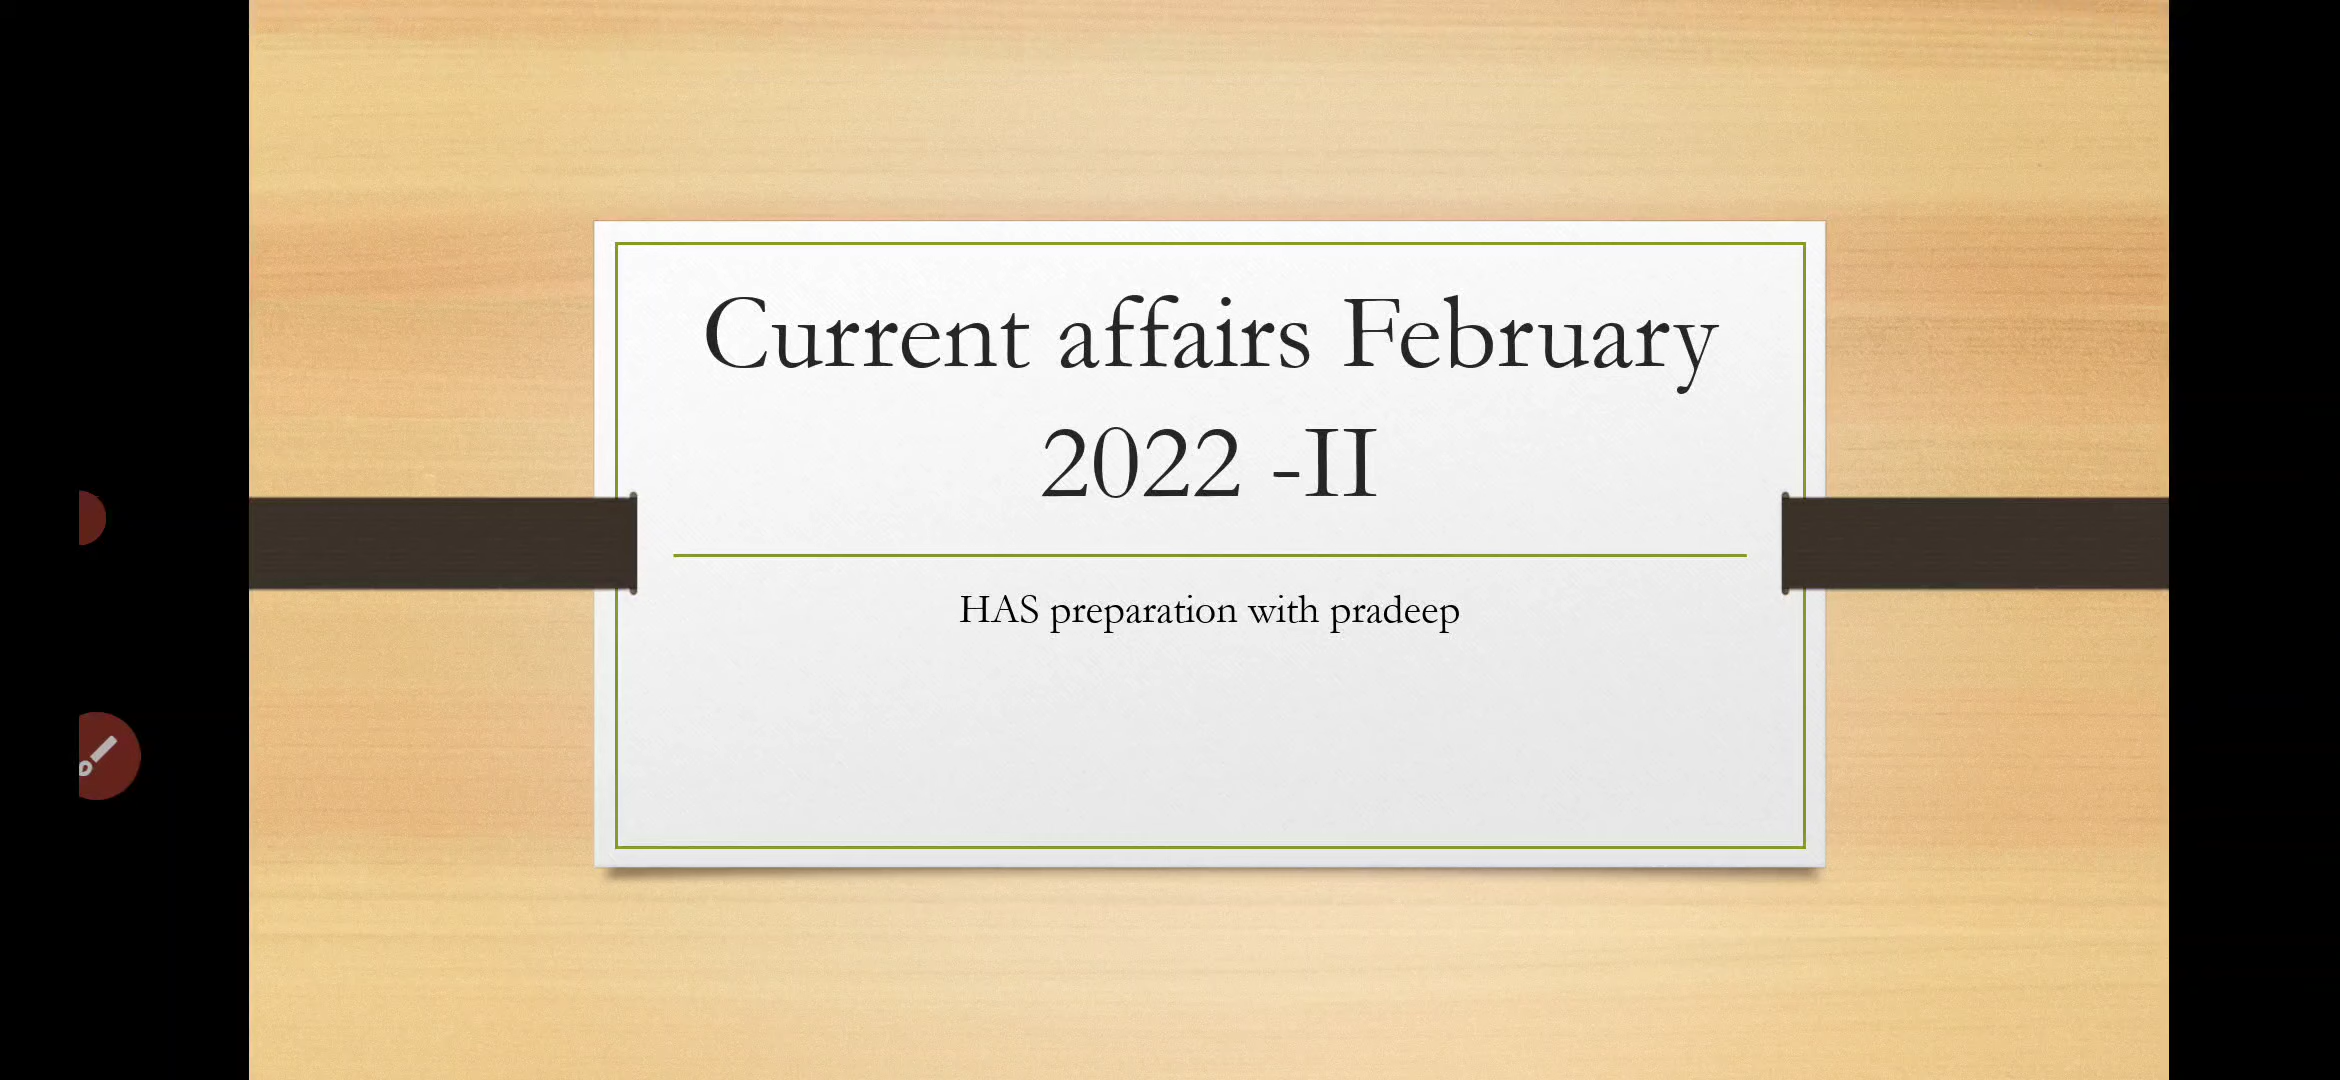 Current affairs February
2022 -II
HAS preparation with pradeep